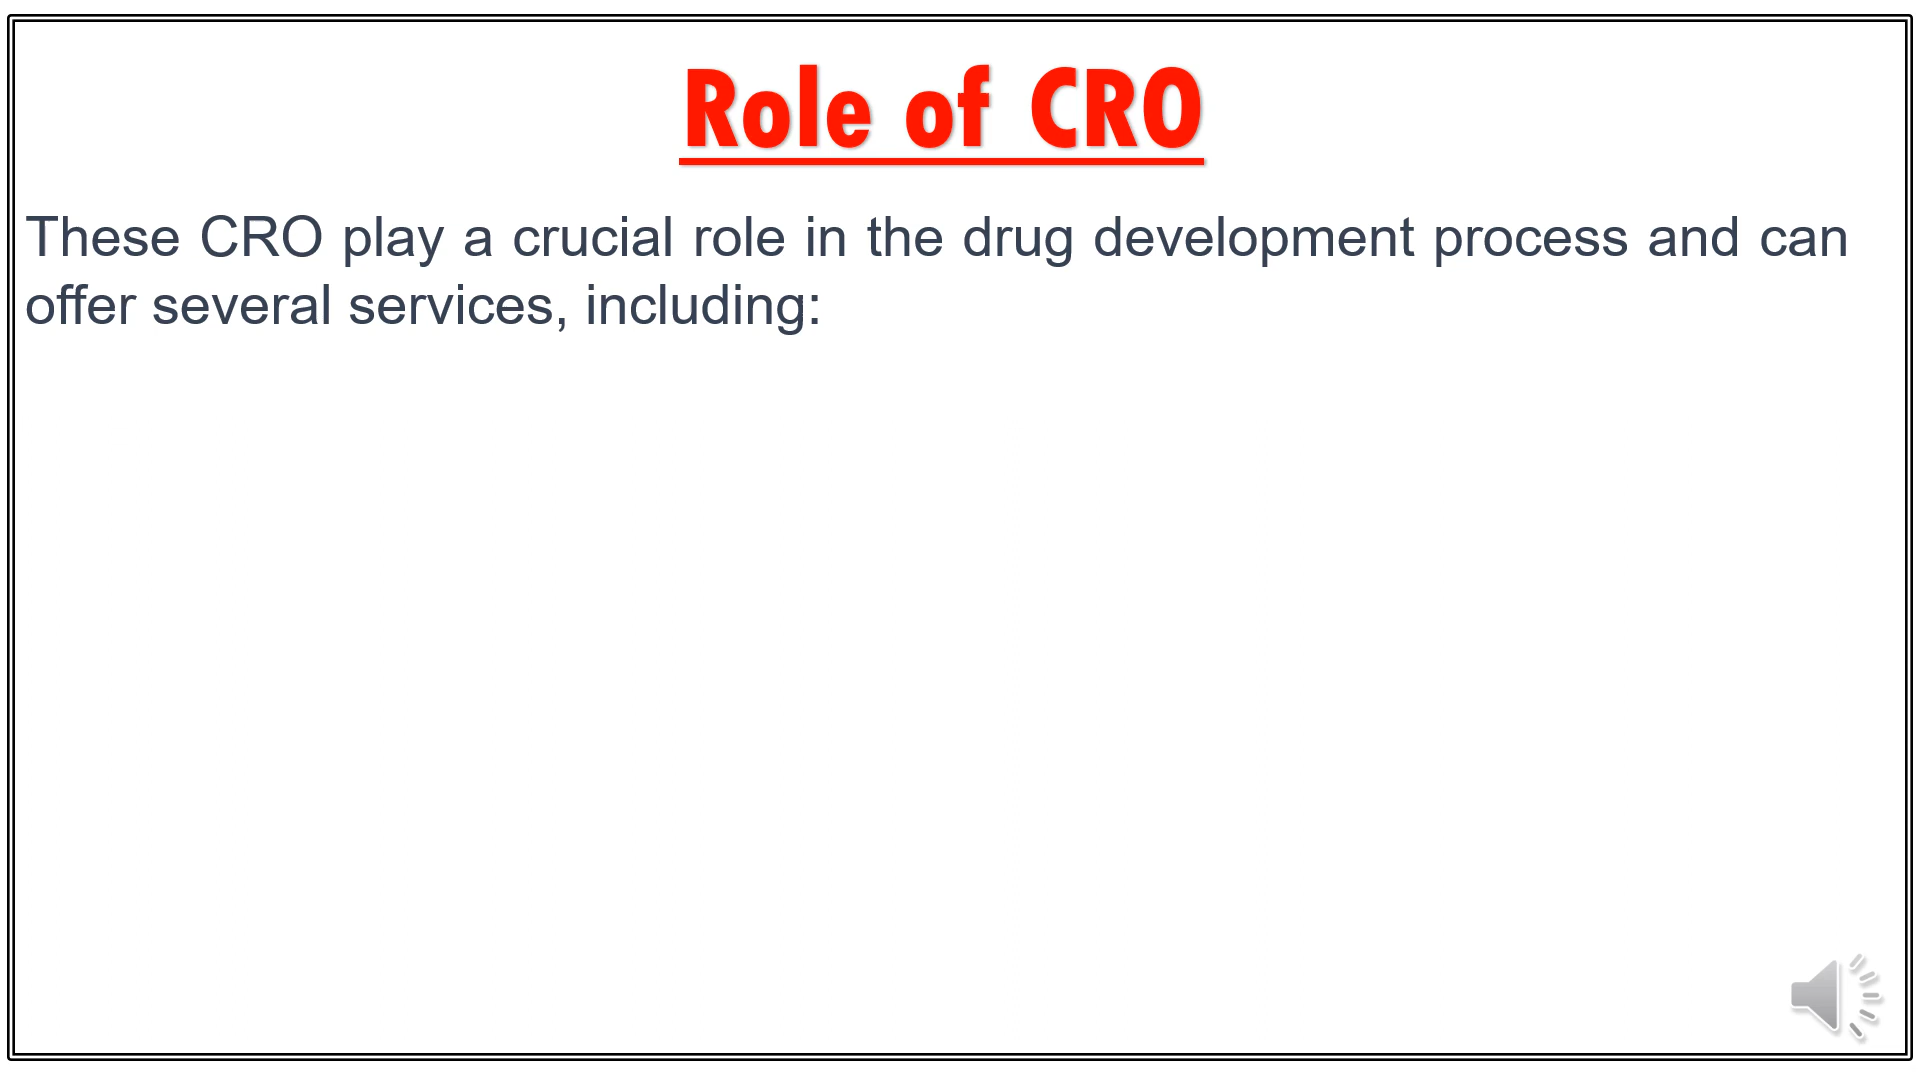 Role of CRO
These CRO play a crucial role in the drug development process and can
offer several services, including: